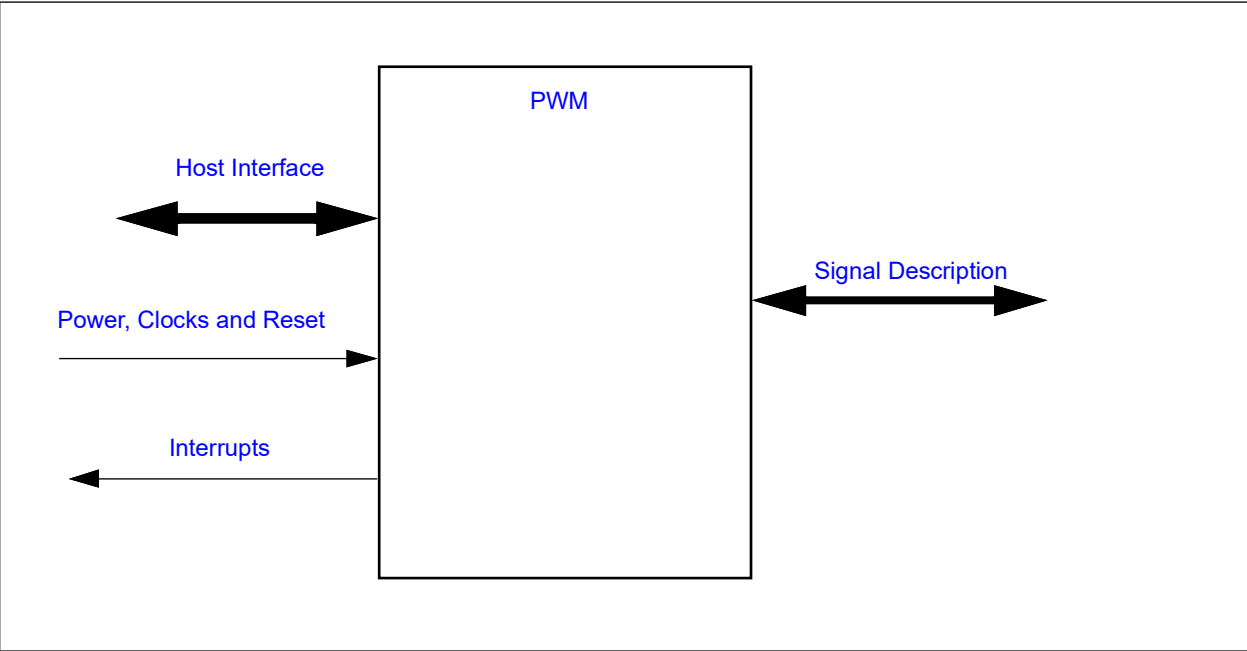 PWM
Host Interface
Signal Description
Power, Clocks and Reset
Interrupts